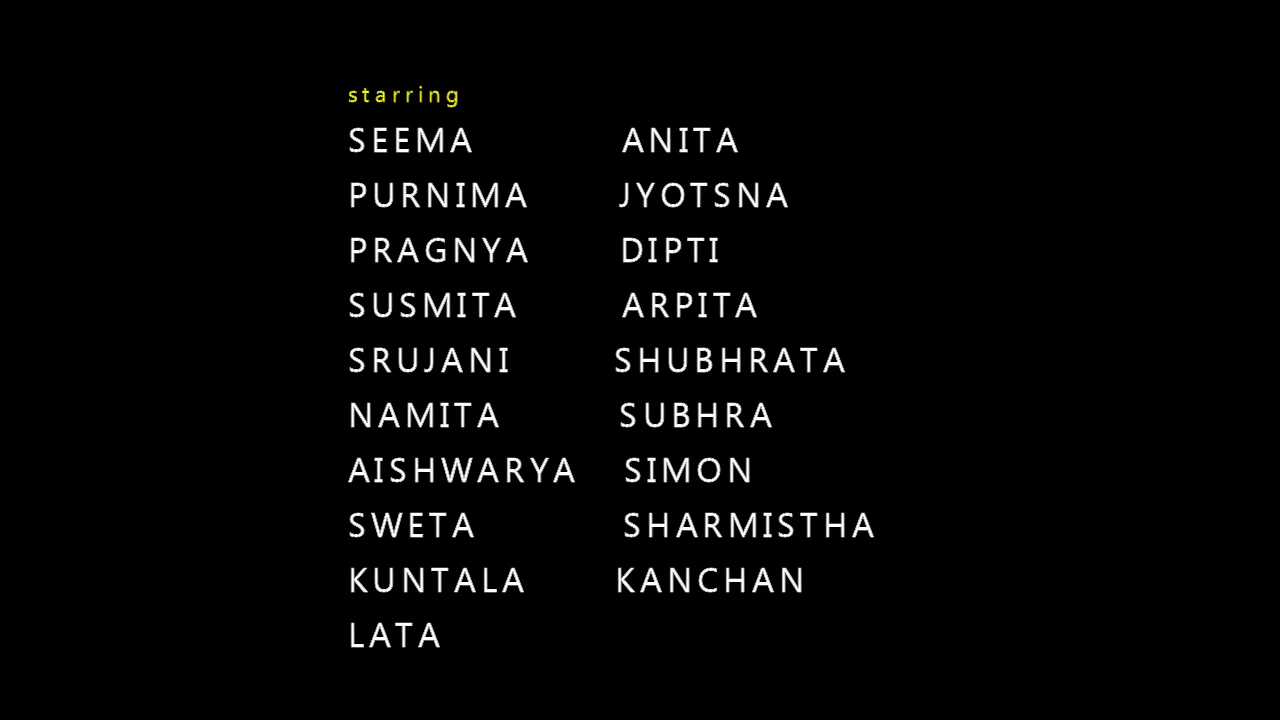 starring
SEEMA ANITA
PURNIMA JYOTSNA
PRAGNYA DIPTI
SUSMITA ARPITA
SRUJANI SHUBHRATA
NAMITA SUBHRA
AISHWARYA SIMON
SWETA SHARMISTHA
KUNTALA KANCHAN
LATA